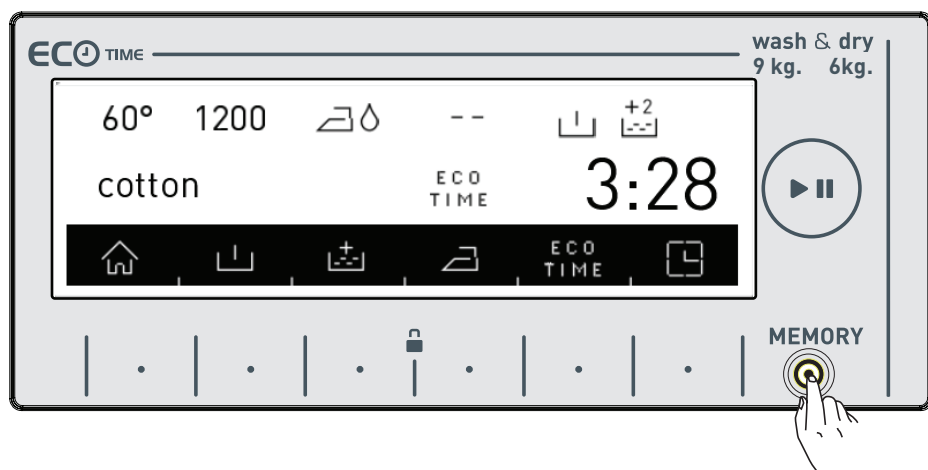 ECO TIME
wash & dry
9 kg. 6kg.
60° 1200 -- +2
cotton ECO TIME 3:28
+ ECO TIME
MEMORY